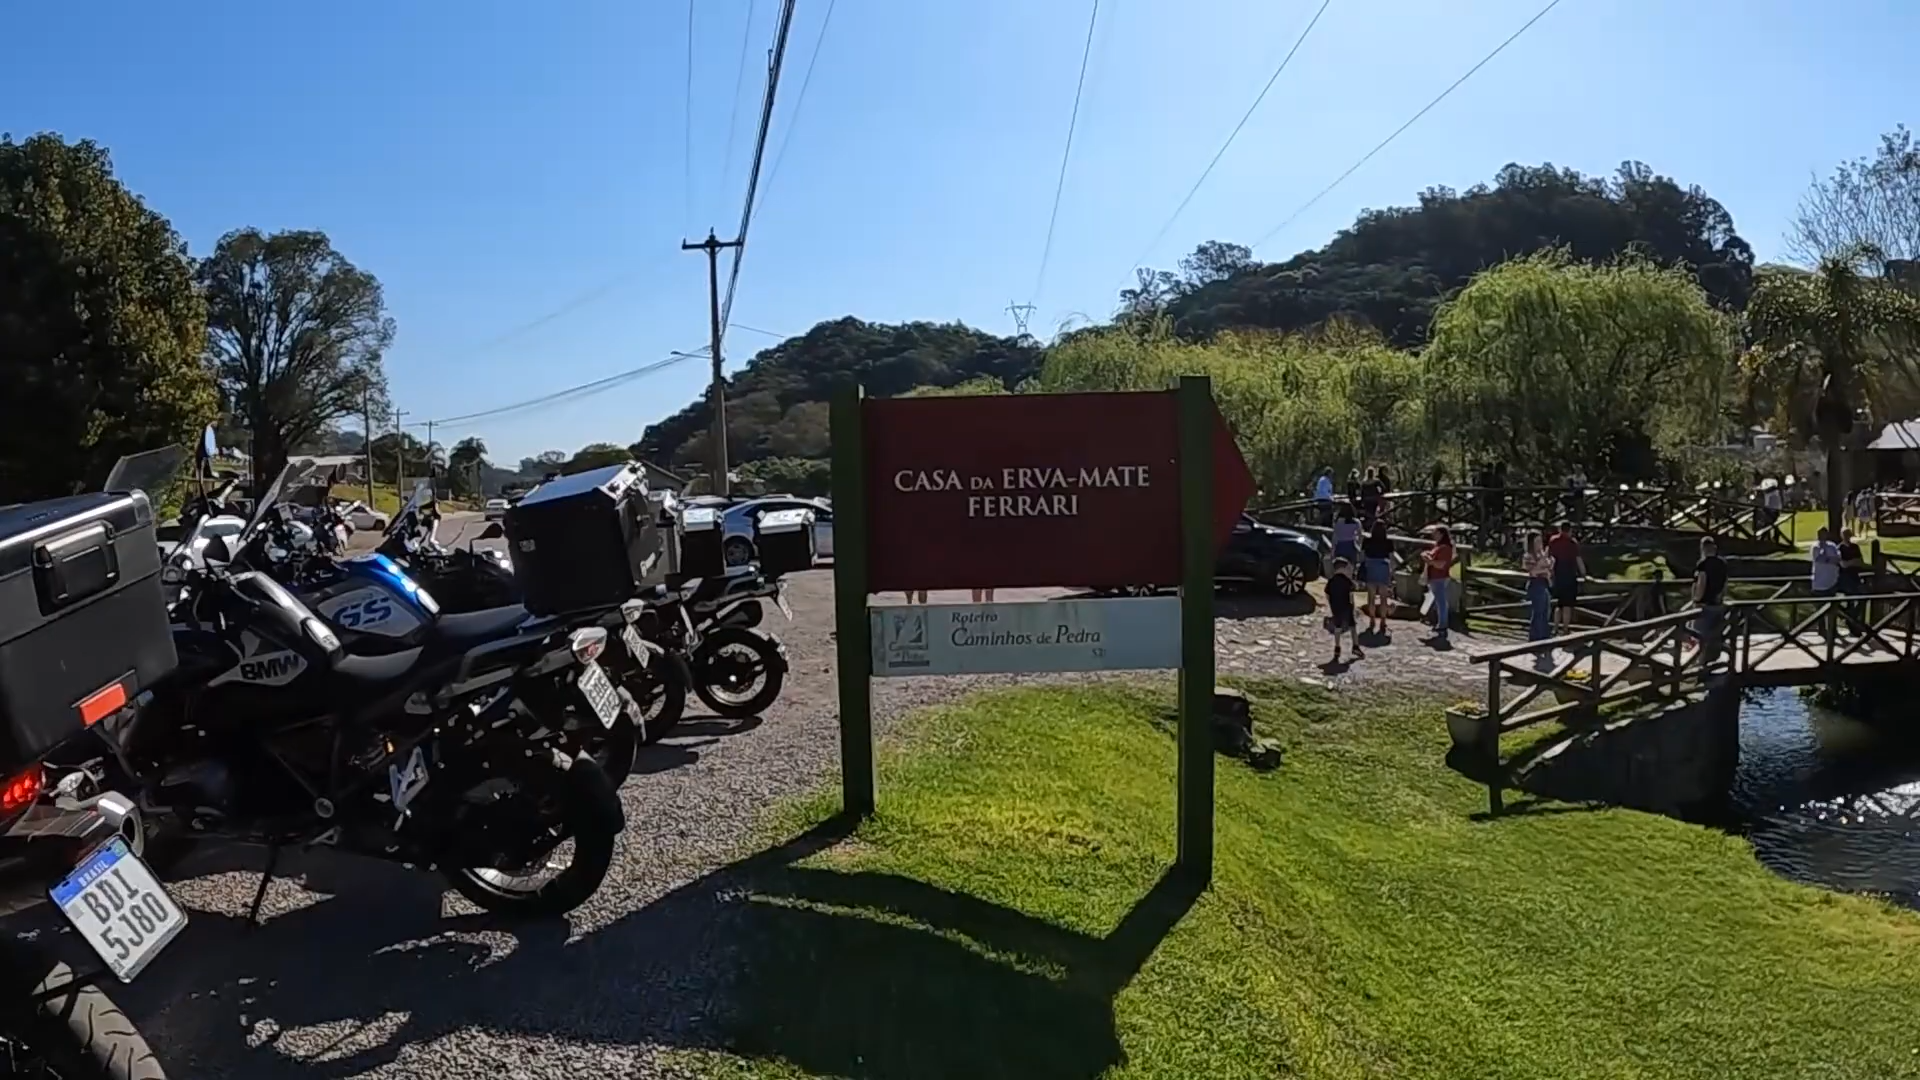 CASA DA ERVA-MATE
FERRARI
Roteiro
Caminhos de Pedra
GS
BMW
BRASIL
BDI
5J80